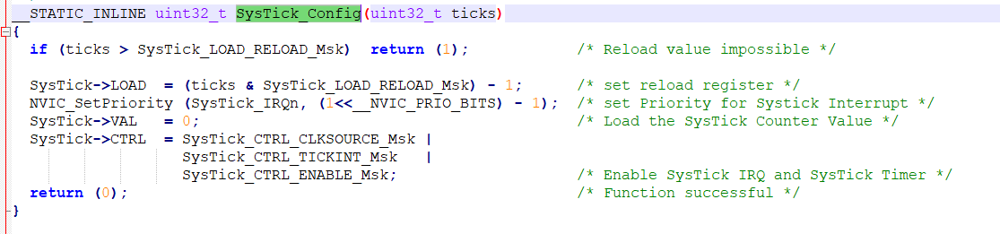 __STATIC_INLINE uint32_t SysTick_Config(uint32_t ticks)
{
  if (ticks > SysTick_LOAD_RELOAD_Msk)  return (1);            /* Reload value impossible */

  SysTick->LOAD  = (ticks & SysTick_LOAD_RELOAD_Msk) - 1;      /* set reload register */
  NVIC_SetPriority (SysTick_IRQn, (1<<__NVIC_PRIO_BITS) - 1);  /* set Priority for Systick Interrupt */
  SysTick->VAL   = 0;                                          /* Load the SysTick Counter Value */
  SysTick->CTRL  = SysTick_CTRL_CLKSOURCE_Msk |
                   SysTick_CTRL_TICKINT_Msk   |
                   SysTick_CTRL_ENABLE_Msk;                    /* Enable SysTick IRQ and SysTick Timer */
  return (0);                                                  /* Function successful */
}